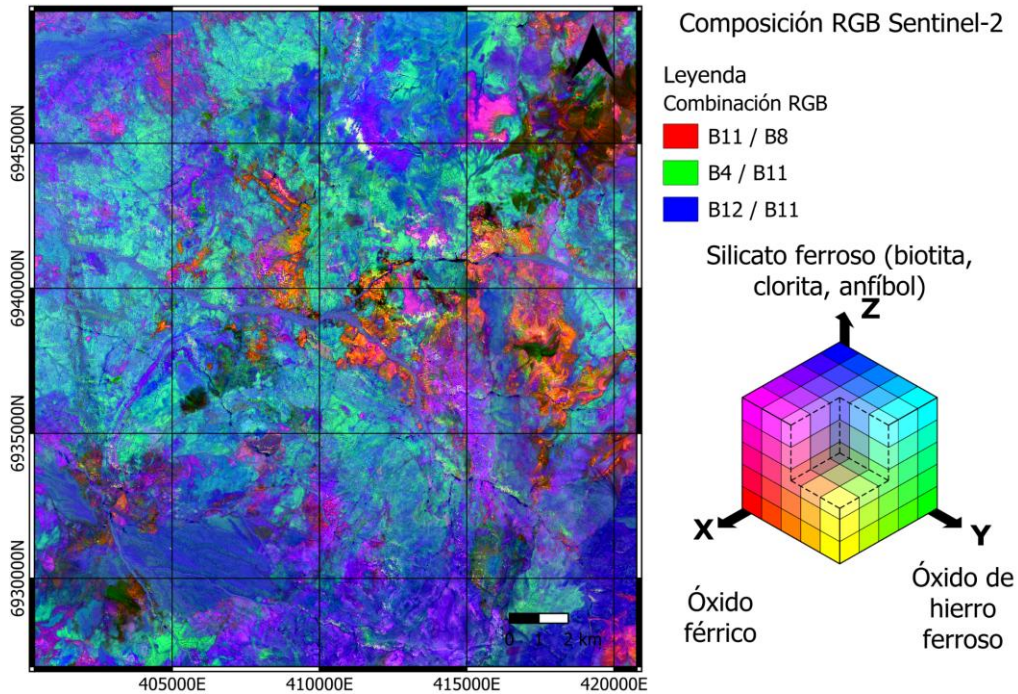 Composición RGB Sentinel-2
Leyenda
Combinación RGB
B11 / B8
B4 / B11
B12 / B11
Silicato ferroso (biotita,
clorita, anfíbol)
Z
X
Y
Óxido
férrico
Óxido de
hierro
ferroso
6945000N
6940000N
6935000N
6930000N
0 1 2 km
405000E 410000E 415000E 420000E